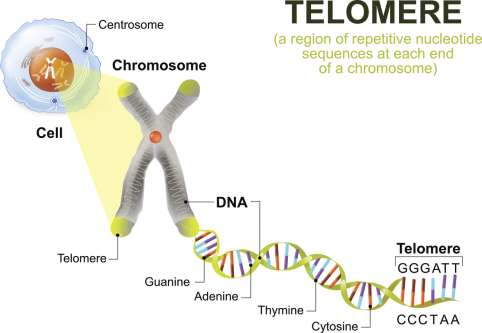 TELOMERE
(a region of repetitive nucleotide
sequences at each end
of a chromosome)
Centrosome
Chromosome
Cell
DNA
Telomere
Guanine
Adenine
Thymine
Cytosine
Telomere
GGGATT
CCCTAA